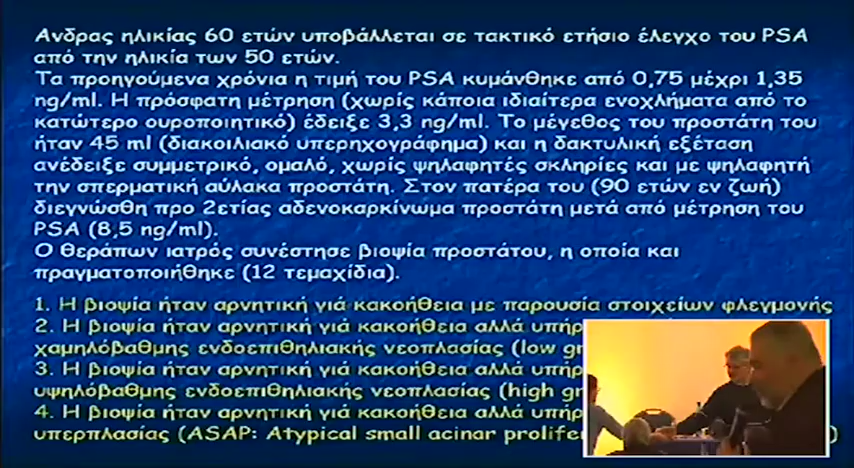 Ανδρας ηλικίας 60 ετών υποβάλλεται σε τακτικό ετήσιο έλεγχο του PSA
από την ηλικία των 50 ετών.
Τα προηγούμενα χρόνια η τιμή του PSA κυμάνθηκε από 0,75 μέχρι 1,35
ng/ml. Η πρόσφατη μέτρηση (χωρίς κάποια ιδιαίτερα ενοχλήματα από το
κατώτερο ουροποιητικό) έδειξε 3,3 ng/ml. Το μέγεθος του προστάτη του
ήταν 45 ml (διακοιλιακό υπερηχογράφημα) και η δακτυλική εξέταση
ανέδειξε συμμετρικό, ομαλό, χωρίς ψηλαφητές σκληρίες και με ψηλαφητή
την σπερματική αύλακα προστάτη. Στον πατέρα του (90 ετών εν ζωή)
διεγνώσθη προ 2ετίας αδενοκαρκίνωμα προστάτη μετά από μέτρηση του
PSA (8,5 ng/ml).
Ο θεράπων ιατρός συνέστησε βιοψία προστάτου, η οποία και
πραγματοποιήθηκε (12 τεμαχίδια).
1. Η βιοψία ήταν αρνητική γιά κακοήθεια με παρουσία στοιχείων φλεγμονής
2. Η βιοψία ήταν αρνητική γιά κακοήθεια αλλά υπήρ
χαμηλόβαθμης ενδοεπιθηλιακής νεοπλασίας (low gr
3. Η βιοψία ήταν αρνητική γιά κακοήθεια αλλά υπήρ
υψηλόβαθμης ενδοεπιθηλιακής νεοπλασίας (high gr
4. Η βιοψία ήταν αρνητική γιά κακοήθεια αλλά υπήρ
υπερπλασίας (ASAP: Atypical small acinar prolifer )